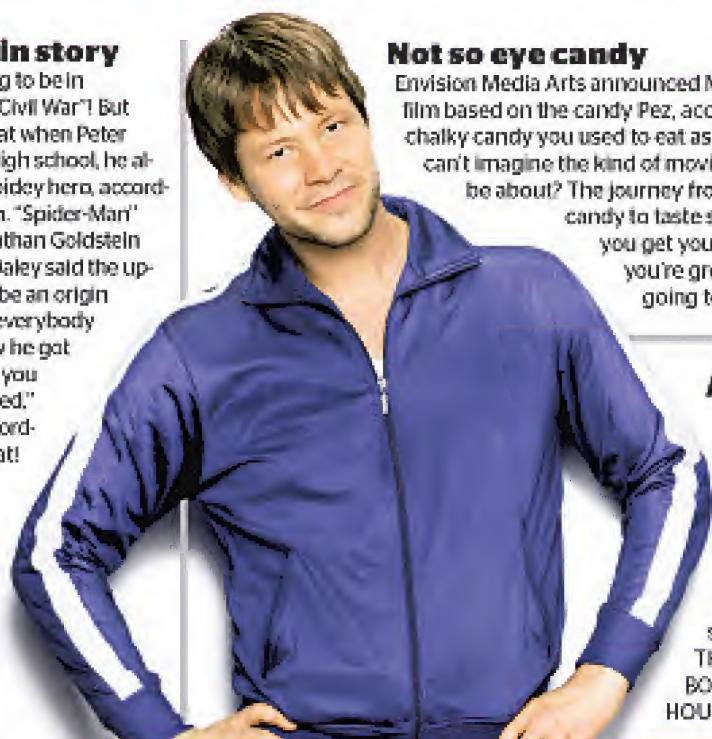 in story
g to be in
Civil War"! But
at when Peter
igh school, he al-
pidey hero, accord-
n. "Spider-Man"
athan Goldstein
Daley said the up-
be an origin
everybody
w he got
you
ed,"
ord-
at!
Not so eye candy
Envision Media Arts announced M
film based on the candy Pez, acc
chalky candy you used to eat as
can't imagine the kind of movi
be about? The journey fro
candy to taste s
you get you
you're gr
going t
A
s
TH
BO
HOU